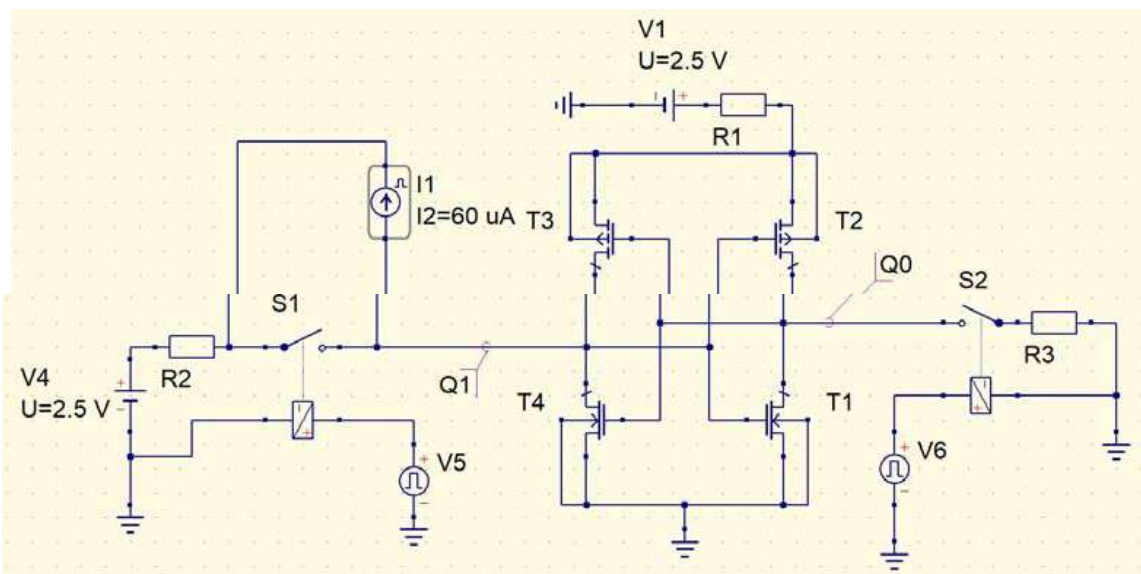 V1
U=2.5 V
R1
I1
I2=60 uA
T3
T2
Q0
S1
S2
R2
R3
V4
U=2.5 V
Q1
T4
T1
V5
V6